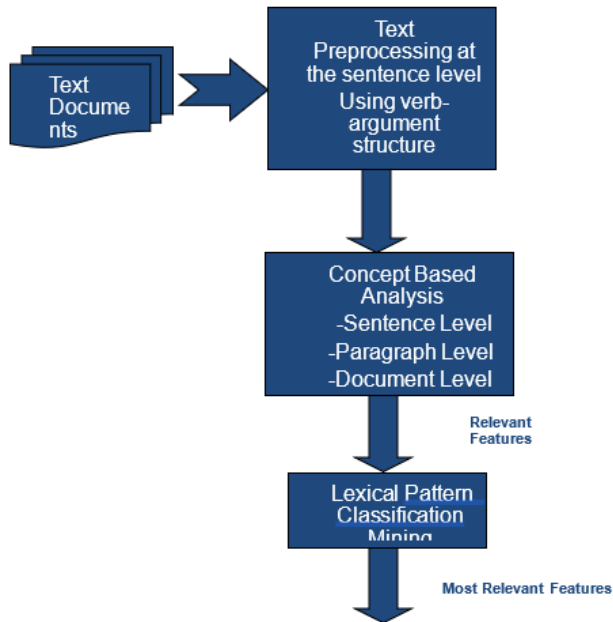 Text
Docume
nts
Text
Preprocessing at
the sentence level
Using verb-
argument
structure
Concept Based
Analysis
-Sentence Level
-Paragraph Level
-Document Level
Relevant
Features
Lexical Pattern
Classification
Mining
Most Relevant Features